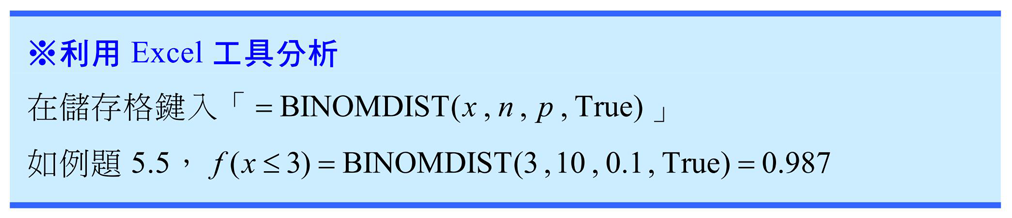 ※利用 Excel 工具分析
在儲存格鍵入「=BINOMDIST(x , n , p , True)」
如例題 5.5，f(x ≤ 3) = BINOMDIST(3 ,10 , 0.1, True) = 0.987